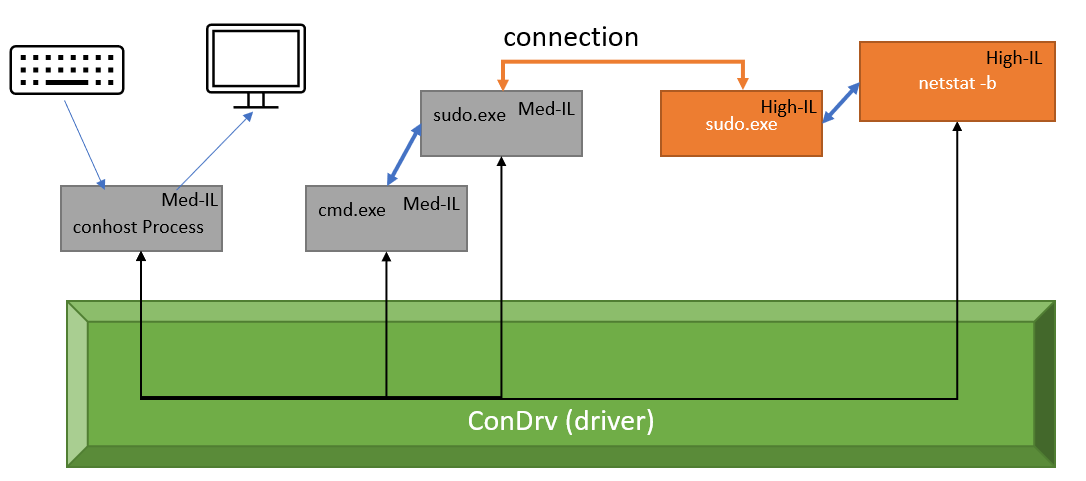 connection
High-IL
netstat -b
sudo.exe
Med-IL
High-IL
sudo.exe
Med-IL
conhost Process
cmd.exe
Med-IL
ConDrv (driver)